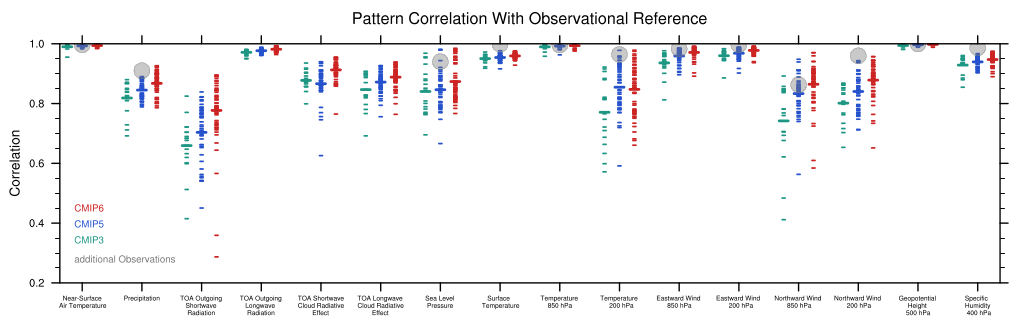 Pattern Correlation With Observational Reference
Correlation
1.0
0.8
0.6
0.4
0.2
CMIP6
CMIP5
CMIP3
additional Observations
Near-Surface
Air Temperature
Precipitation
TOA Outgoing
Shortwave
Radiation
TOA Outgoing
Longwave
Radiation
TOA Shortwave
Cloud Radiative
Effect
TOA Longwave
Cloud Radiative
Effect
Sea Level
Pressure
Surface
Temperature
Temperature
850 hPa
Temperature
200 hPa
Eastward Wind
850 hPa
Eastward Wind
200 hPa
Northward Wind
850 hPa
Northward Wind
200 hPa
Geopotential
Height
500 hPa
Specific
Humidity
400 hPa